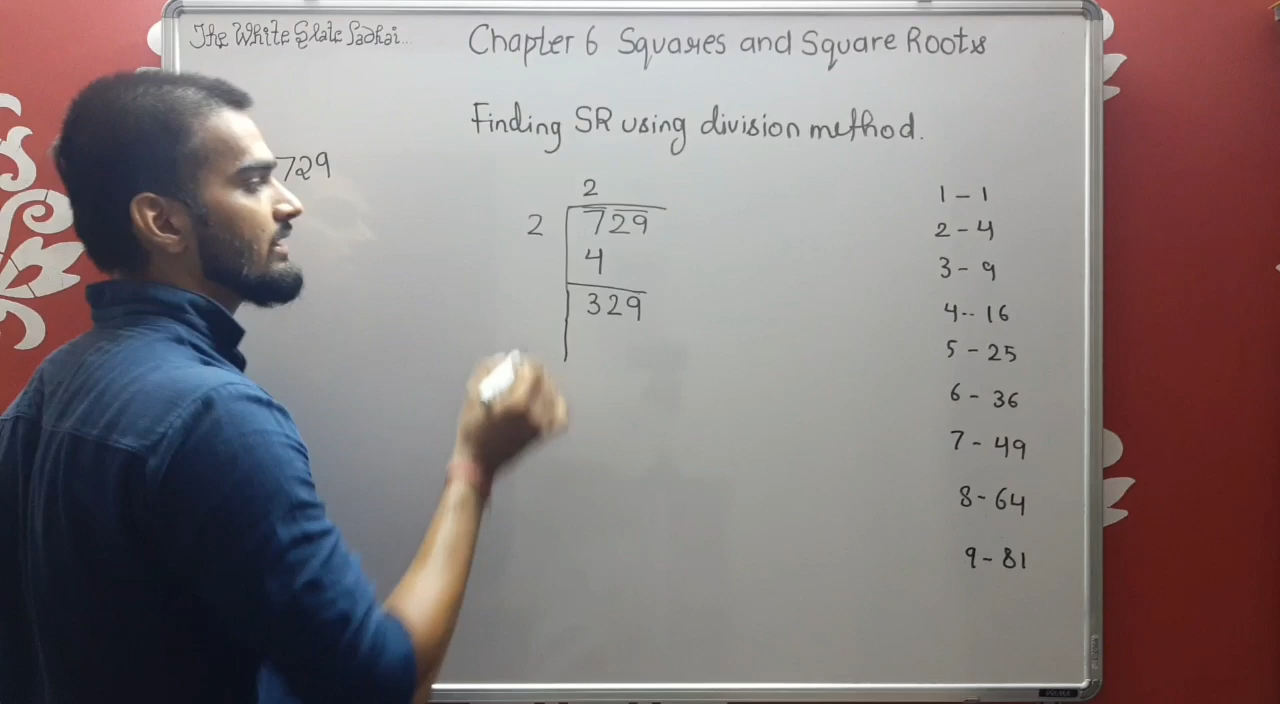 The White Slate Padhai...
Chapter 6 Squares and Square Roots
Finding SR using division method.
729
2
2 729
4
329
1 - 1
2 - 4
3 - 9
4 -- 16
5 - 25
6 - 36
7 - 49
8 - 64
9 - 81